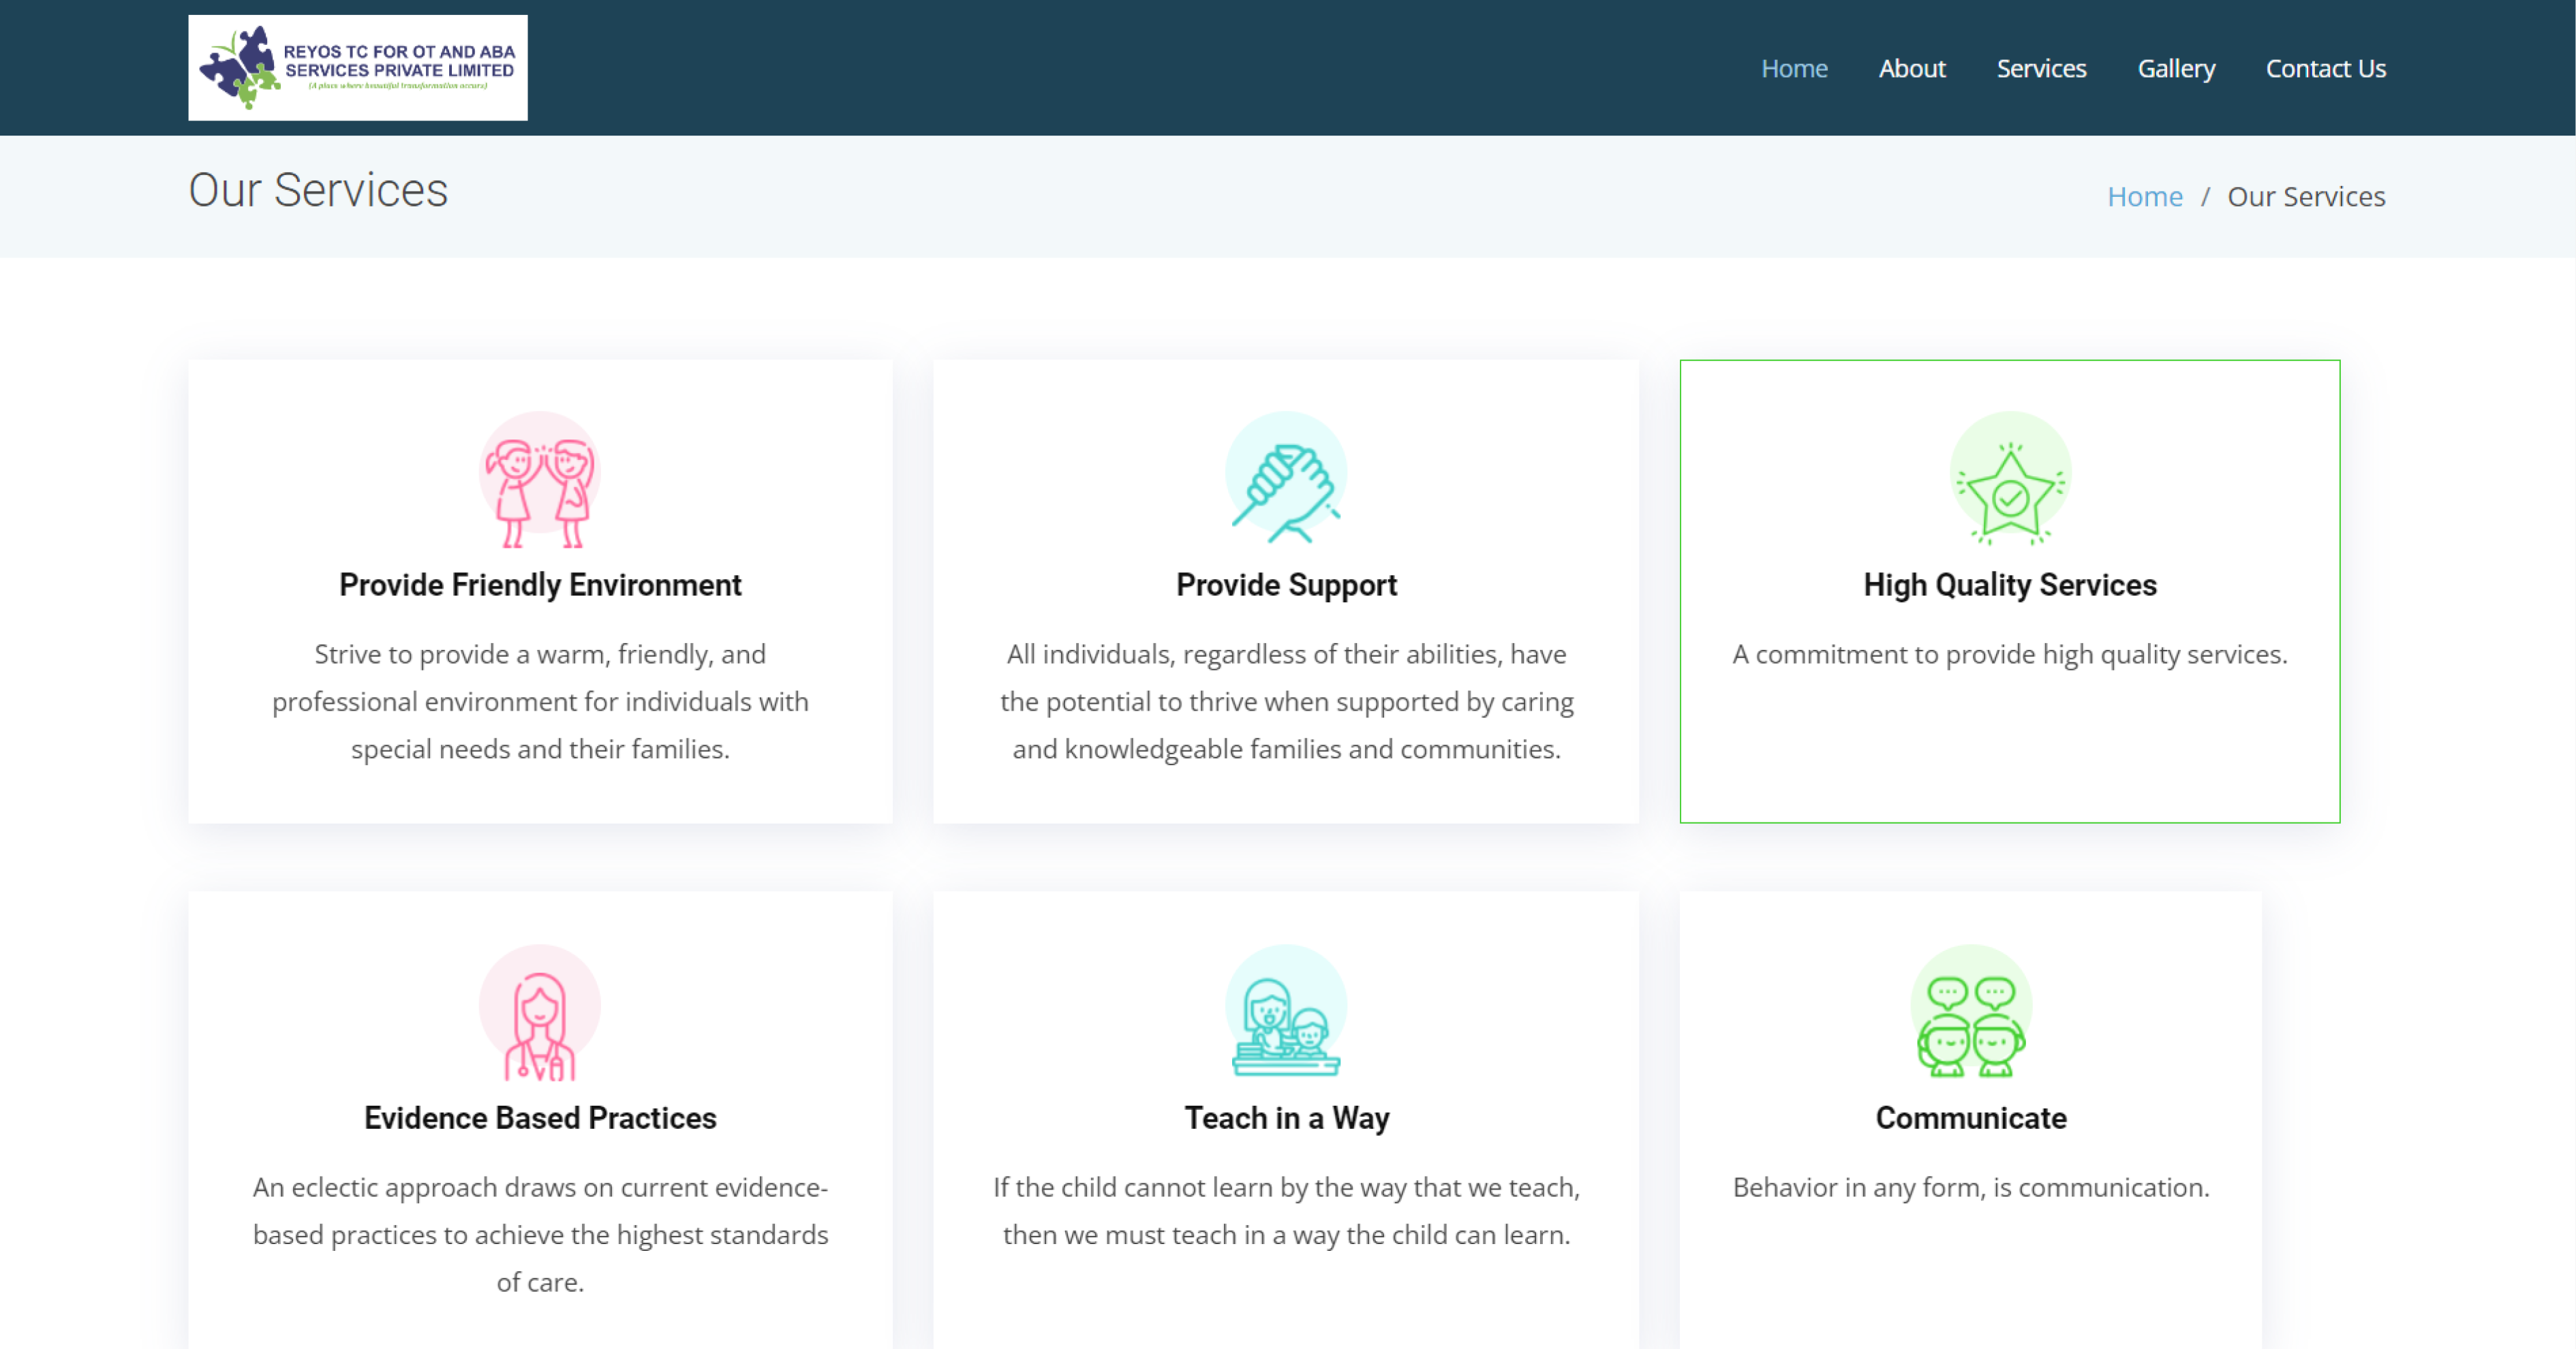 REYOS TC FOR OT AND ABA
SERVICES PRIVATE LIMITED
(A place where beautiful transformation occurs)
Home About Services Gallery Contact Us
Our Services
Home / Our Services
Provide Friendly Environment
Strive to provide a warm, friendly, and
professional environment for individuals with
special needs and their families.
Provide Support
All individuals, regardless of their abilities, have
the potential to thrive when supported by caring
and knowledgeable families and communities.
High Quality Services
A commitment to provide high quality services.
Evidence Based Practices
An eclectic approach draws on current evidence-
based practices to achieve the highest standards
of care.
Teach in a Way
If the child cannot learn by the way that we teach,
then we must teach in a way the child can learn.
Communicate
Behavior in any form, is communication.